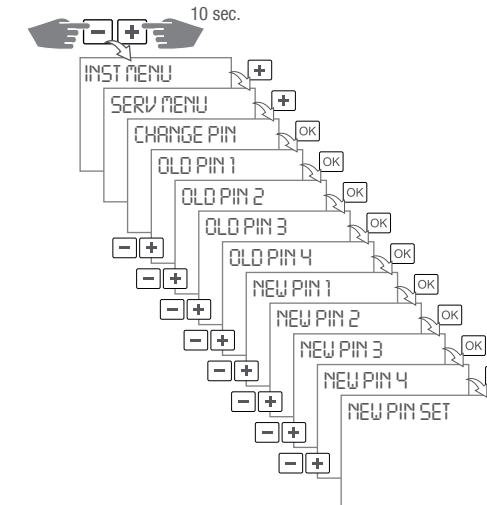 10 sec.
- +
INST MENU +
SERV MENU +
CHANGE PIN OK
OLD PIN 1 OK
OLD PIN 2 OK
OLD PIN 3 OK
- + OLD PIN 4 OK
- + NEW PIN 1 OK
- + NEW PIN 2 OK
- + NEW PIN 3 OK
- + NEW PIN 4
- + NEW PIN SET
- +
- +